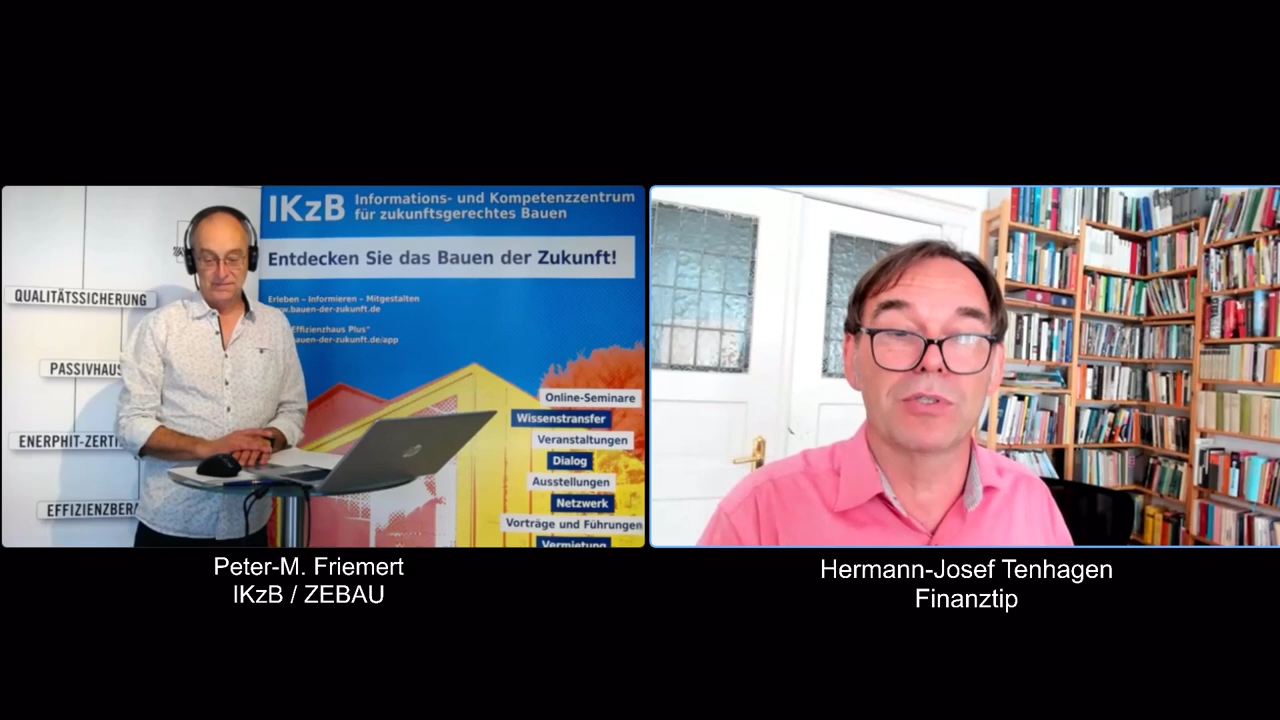 IKzB
Informations- und Kompetenzzentrum
für zukunftsgerechtes Bauen
Entdecken Sie das Bauen der Zukunft!
Erleben – Informieren – Mitgestalten
.bauen-der-zukunft.de
Effizienzhaus Plus"
bauen-der-zukunft.de/app
QUALITÄTSSICHERUNG
PASSIVHAUS
ENERPHIT-ZERTI
EFFIZIENZBERA
Online-Seminare
Wissenstransfer
Veranstaltungen
Dialog
Ausstellungen
Netzwerk
Vorträge und Führungen
Vermietung
Peter-M. Friemert
IKzB / ZEBAU
Hermann-Josef Tenhagen
Finanztip